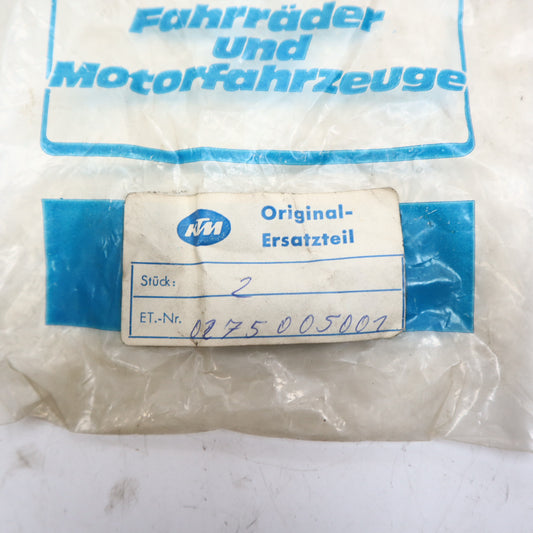 Fahrräder
und
Motorfahrzeuge
KTM
Original-
Ersatzteil
Stück: 2
ET.-Nr. 0275005001